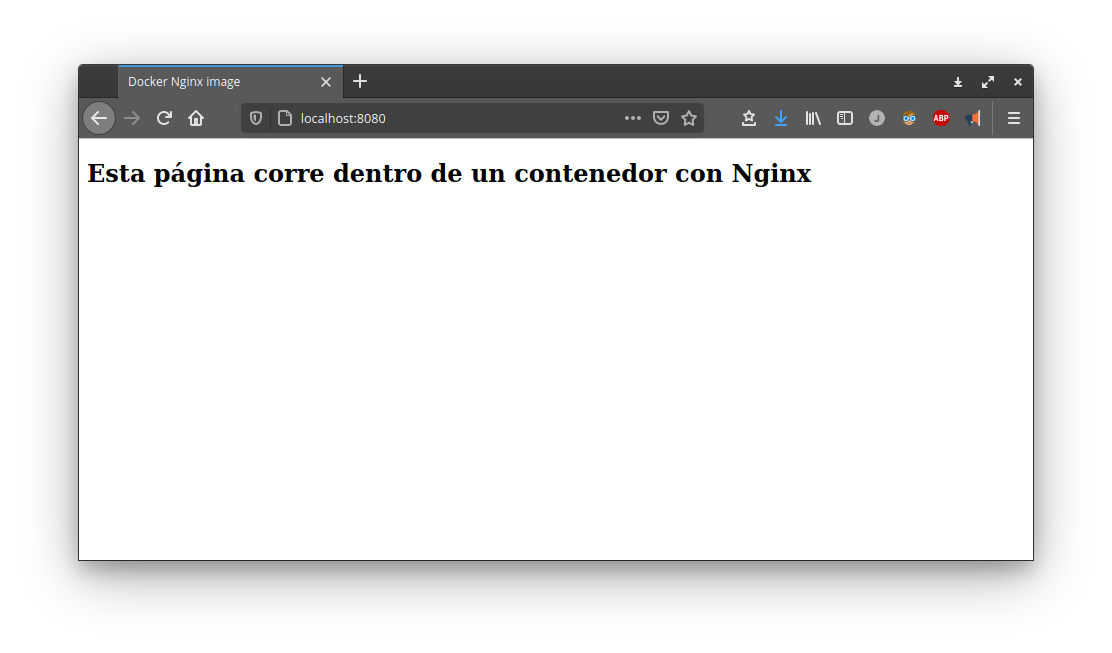 Docker Nginx image
localhost:8080
J
ABP
Esta página corre dentro de un contenedor con Nginx